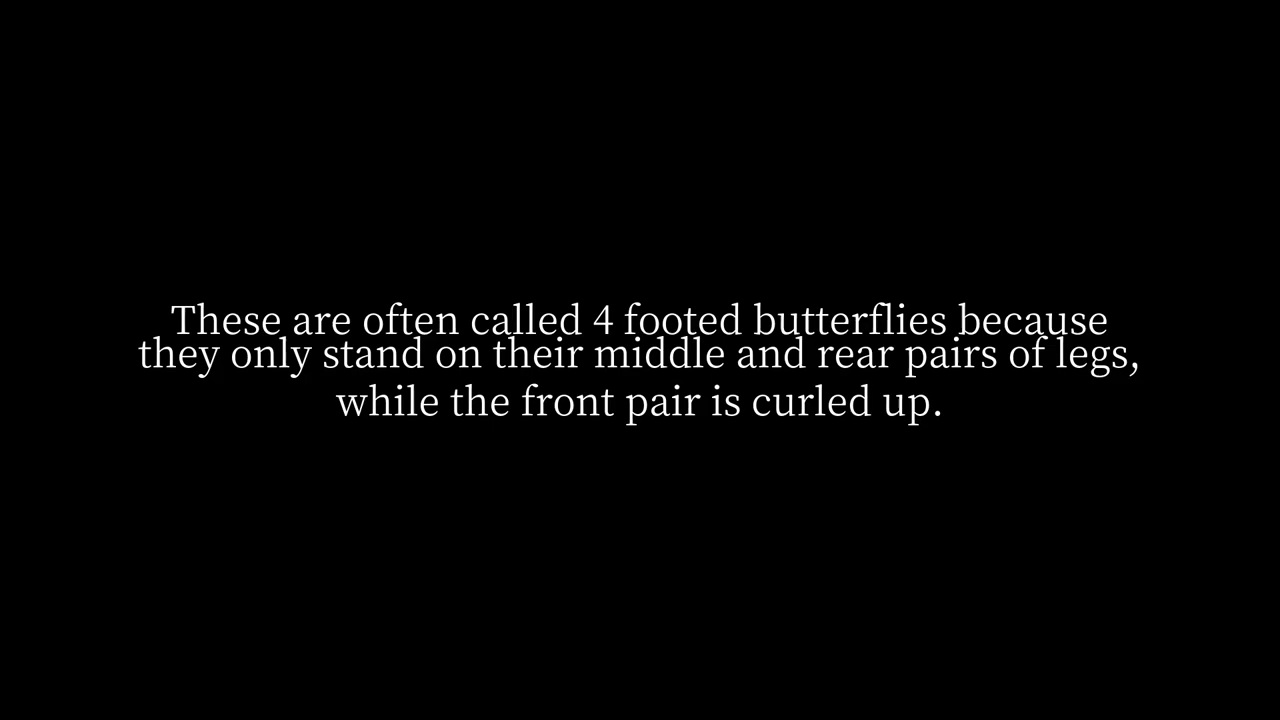 These are often called 4 footed butterflies because
they only stand on their middle and rear pairs of legs,
while the front pair is curled up.